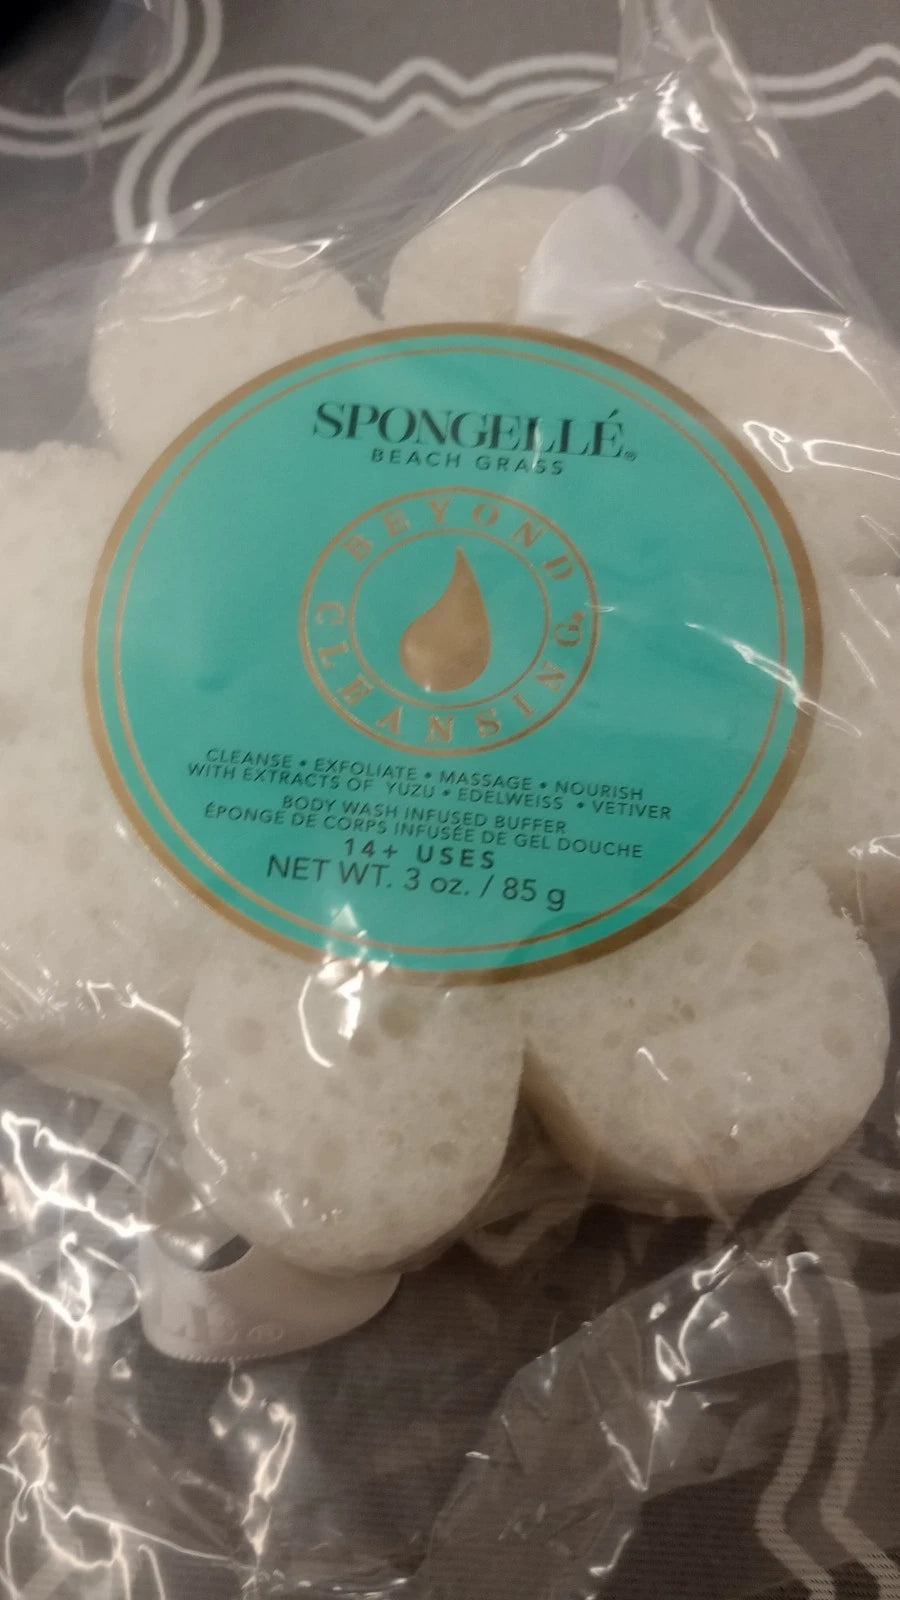 SPONGELLÉ®
BEACH GRASS
BEYOND
CLEANSING®
CLEANSE • EXFOLIATE • MASSAGE • NOURISH
WITH EXTRACTS OF YUZU • EDELWEISS • VETIVER
BODY WASH INFUSED BUFFER
ÉPONGE DE CORPS INFUSÉE DE GEL DOUCHE
14+ USES
NET WT. 3 oz. / 85 g